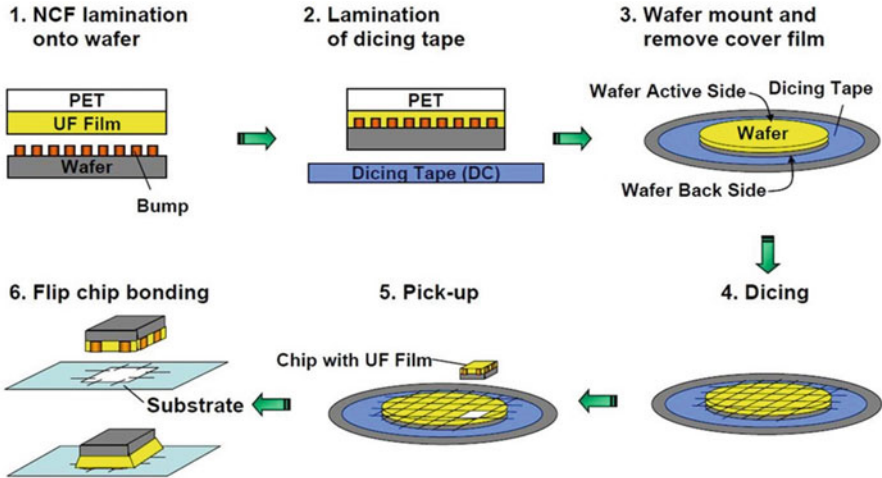 1. NCF lamination
onto wafer
PET
UF Film
Wafer
Bump
2. Lamination
of dicing tape
PET
Dicing Tape (DC)
3. Wafer mount and
remove cover film
Wafer Active Side
Dicing Tape
Wafer
Wafer Back Side
6. Flip chip bonding
Substrate
5. Pick-up
Chip with UF Film
4. Dicing